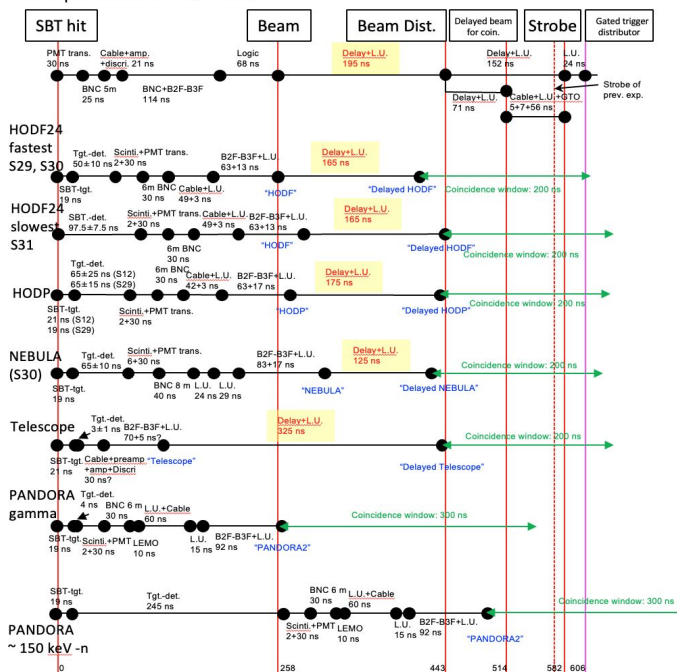 SBT hit
Beam
Beam Dist.
Delayed beam
for coin.
Strobe
Gated trigger
distributor
PMT trans.
30 ns
Cable+amp.
+discri. 21 ns
Logic
68 ns
Delay+L.U.
195 ns
Delay+L.U.
152 ns
L.U.
24 ns
BNC 5m
25 ns
BNC+B2F-B3F
114 ns
Delay+L.U.
71 ns
Cable+L.U.+GTO
5+7+56 ns
Strobe of
prev. exp.
HODF24
fastest
S29, S30
Tgt.-det.
50±10 ns
Scinti+PMT trans.
2+30 ns
B2F-B3F+L.U.
63+13 ns
Delay+L.U.
165 ns
SBT-tgt.
19 ns
6m BNC
30 ns
Cable+L.U.
49+3 ns
"HODF"
"Delayed HODF"
Coincidence window: 200 ns
HODF24
slowest
S31
SBT.-det.
97.5±7.5 ns
Scinti.+PMT trans.
2+30 ns
Cable+L.U.
49+3 ns
B2F-B3F+L.U.
63+13 ns
Delay+L.U.
165 ns
6m BNC
30 ns
"HODF"
"Delayed HODF"
Coincidence window: 200 ns
HODP
Tgt.-det.
65±25 ns (S12)
65±15 ns (S29)
6m BNC
30 ns
Cable+L.U.
42+3 ns
B2F-B3F+L.U.
63+17 ns
Delay+L.U.
175 ns
SBT-tgt.
21 ns (S12)
19 ns (S29)
Scinti.+PMT trans.
2+30 ns
"HODP"
"Delayed HODP"
Coincidence window: 200 ns
NEBULA
(S30)
Tgt.-det.
65±10 ns
Scinti.+PMT trans.
6+30 ns
B2F-B3F+L.U.
83+17 ns
Delay+L.U.
125 ns
SBT-tgt.
19 ns
BNC 8 m
40 ns
L.U.
24 ns
L.U.
29 ns
"NEBULA"
"Delayed NEBULA"
Coincidence window: 200 ns
Telescope
Tgt.-det.
3±1 ns
B2F-B3F+L.U.
70+5 ns?
Delay+L.U.
325 ns
SBT-tgt.
21 ns
Cable+preamp
+amp+Discri
30 ns?
"Telescope"
"Delayed Telescope"
Coincidence window: 200 ns
PANDORA
gamma
Tgt.-det.
4 ns
BNC 6 m
30 ns
L.U.+Cable
60 ns
SBT-tgt.
19 ns
Scinti.+PMT
2+30 ns
LEMO
10 ns
L.U.
15 ns
B2F-B3F+L.U.
92 ns
"PANDORA2"
Coincidence window: 300 ns
PANDORA
~ 150 keV -n
SBT-tgt.
19 ns
Tgt.-det.
245 ns
BNC 6 m
30 ns
L.U.+Cable
60 ns
Scinti.+PMT
2+30 ns
LEMO
10 ns
L.U.
15 ns
B2F-B3F+L.U.
92 ns
"PANDORA2"
Coincidence window: 300 ns
0
258
443
514
582
606